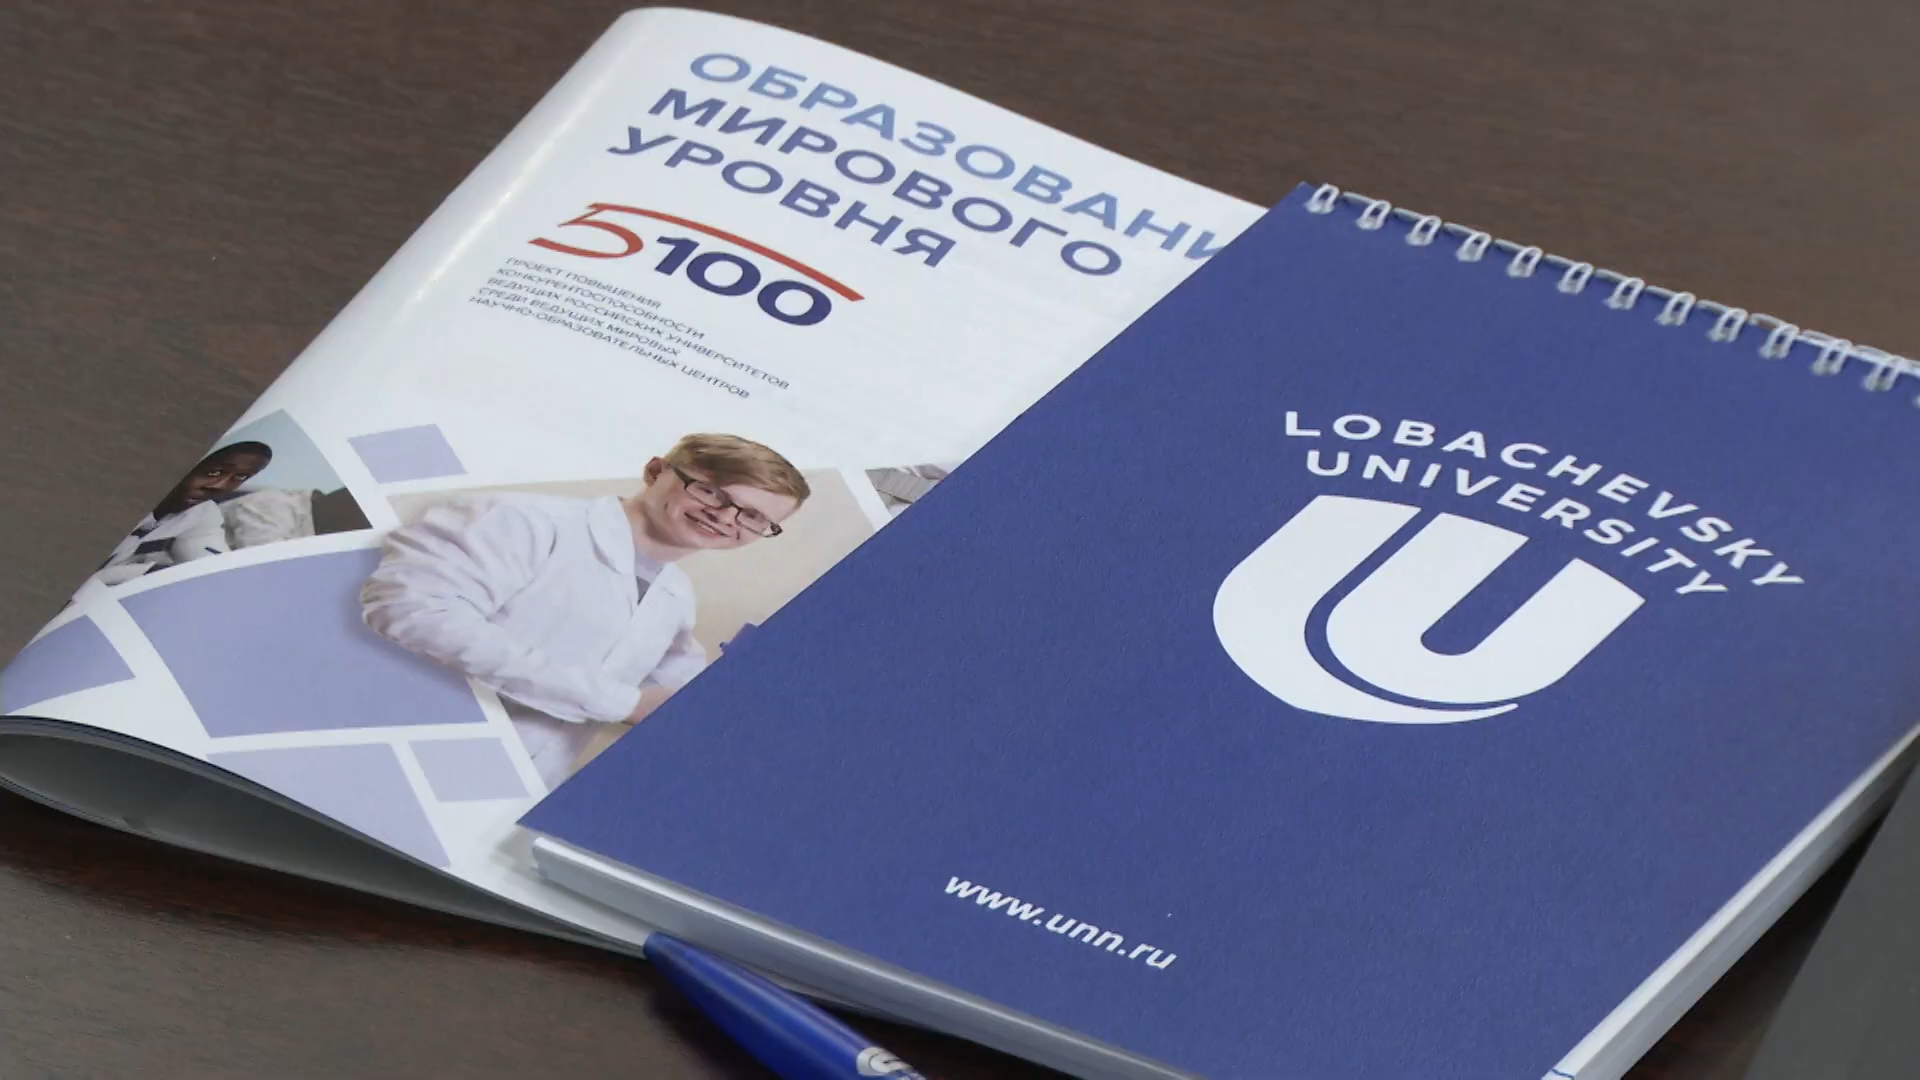 ОБРАЗОВАНИ
МИРОВОГО
УРОВНЯ
5100
ПРОЕКТ ПОВЫШЕНИЯ
КОНКУРЕНТОСПОСОБНОСТИ
ВЕДУЩИХ РОССИЙСКИХ УНИВЕРСИТЕТОВ
СРЕДИ ВЕДУЩИХ МИРОВЫХ
НАУЧНО-ОБРАЗОВАТЕЛЬНЫХ ЦЕНТРОВ
LOBACHEVSKY
UNIVERSITY
www.unn.ru